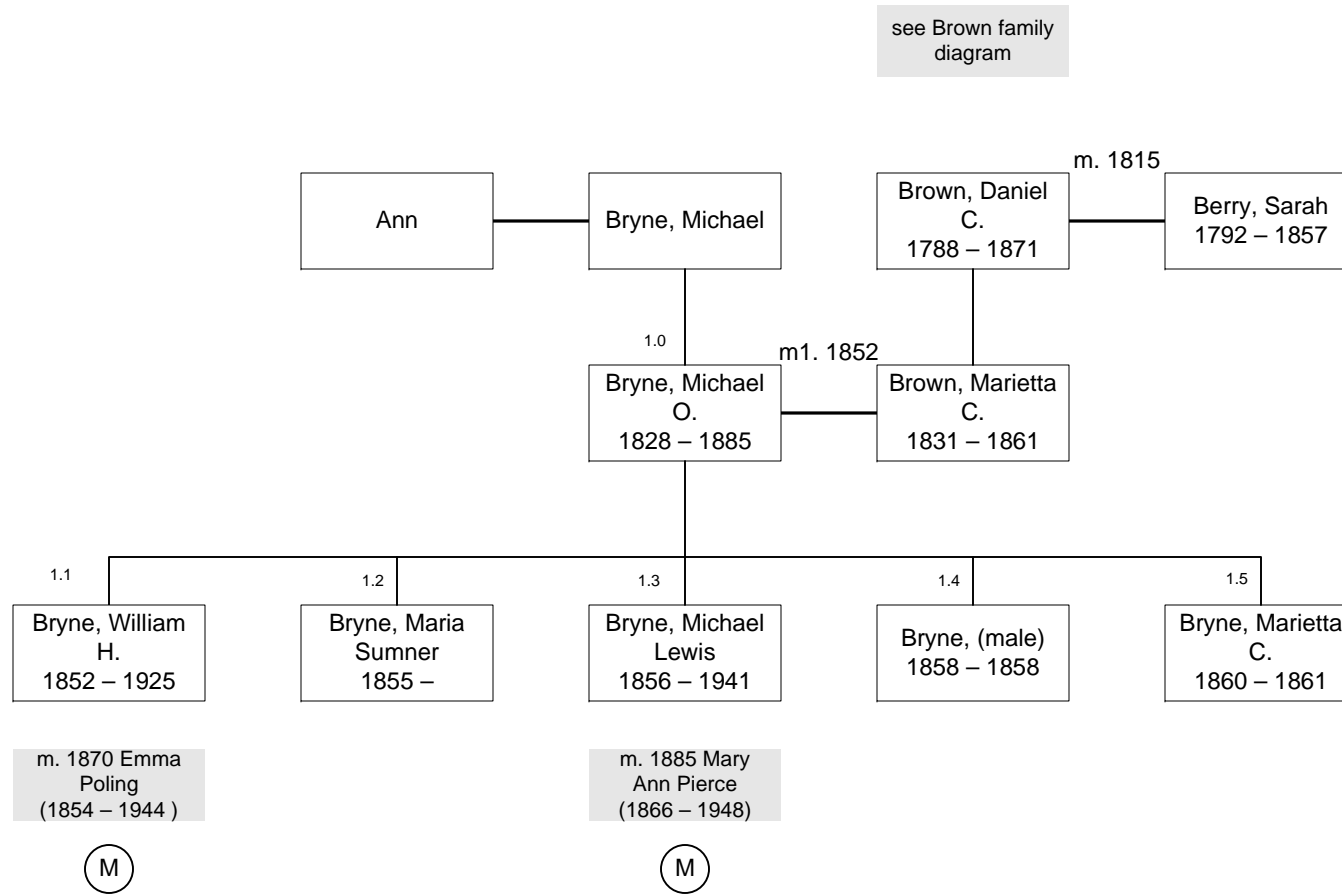 see Brown family
diagram
m. 1815
Ann
Bryne, Michael
Brown, Daniel
C.
1788 – 1871
Berry, Sarah
1792 – 1857
1.0
m1. 1852
Bryne, Michael
O.
1828 – 1885
Brown, Marietta
C.
1831 – 1861
1.1
1.2
1.3
1.4
1.5
Bryne, William
H.
1852 – 1925
Bryne, Maria
Sumner
1855 –
Bryne, Michael
Lewis
1856 – 1941
Bryne, (male)
1858 – 1858
Bryne, Marietta
C.
1860 – 1861
m. 1870 Emma
Poling
(1854 – 1944 )
m. 1885 Mary
Ann Pierce
(1866 – 1948)
M
M